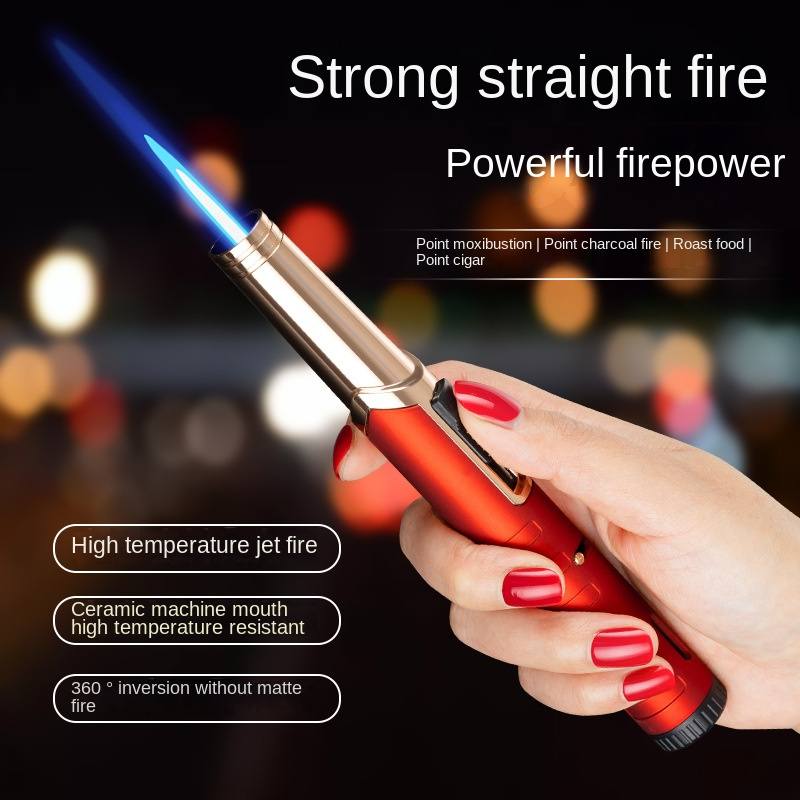 Strong straight fire
Powerful firepower
Point moxibustion | Point charcoal fire | Roast food |
Point cigar
High temperature jet fire
Ceramic machine mouth
high temperature resistant
360 ° inversion without matte
fire